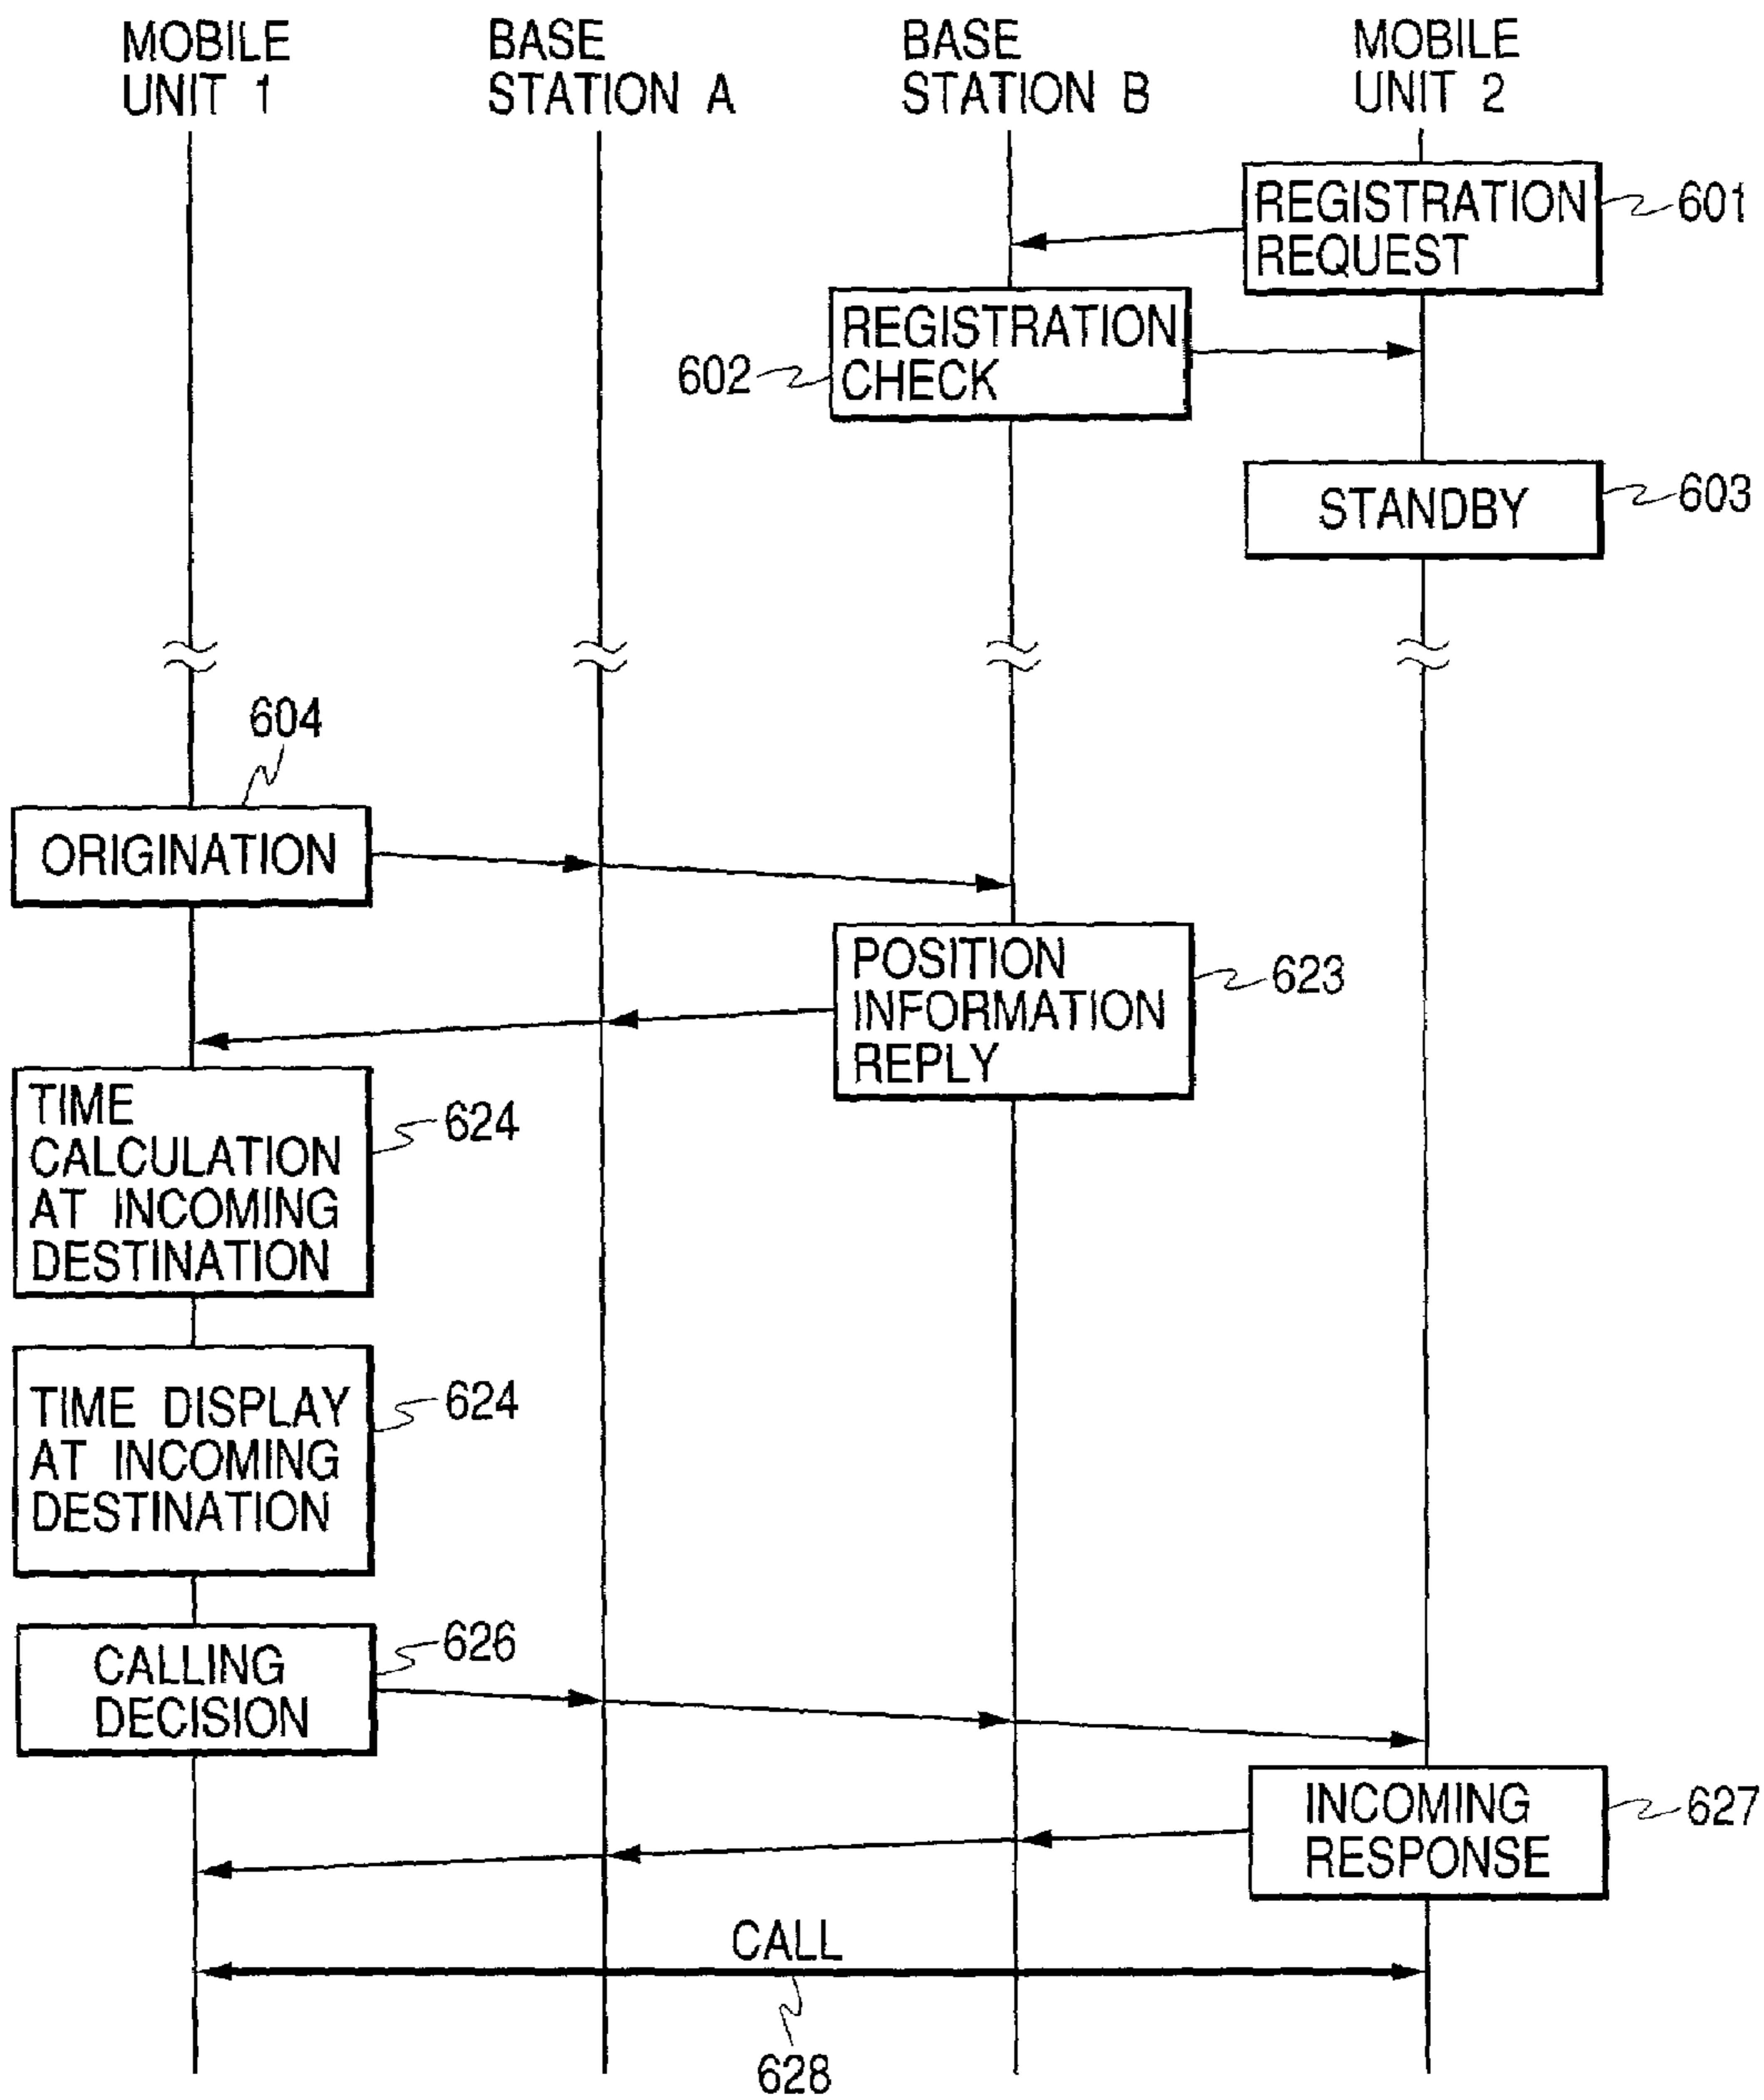 MOBILE
UNIT 1
BASE
STATION A
BASE
STATION B
MOBILE
UNIT 2
REGISTRATION
REQUEST
601
REGISTRATION
CHECK
602
STANDBY
603
604
ORIGINATION
POSITION
INFORMATION
REPLY
623
TIME
CALCULATION
AT INCOMING
DESTINATION
624
TIME DISPLAY
AT INCOMING
DESTINATION
624
CALLING
DECISION
626
INCOMING
RESPONSE
627
CALL
628